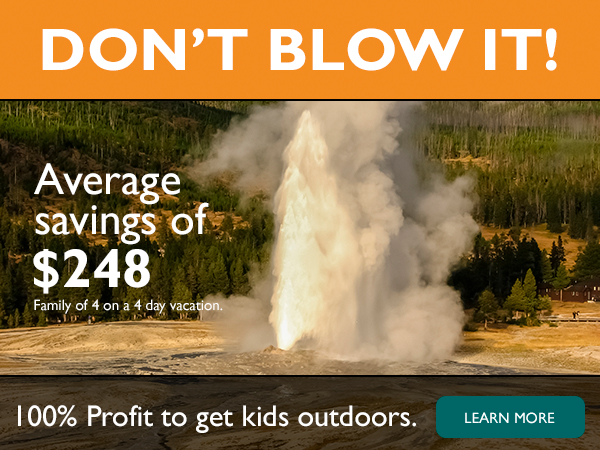 DON’T BLOW IT!
Average
savings of
$248
Family of 4 on a 4 day vacation.
100% Profit to get kids outdoors.
LEARN MORE